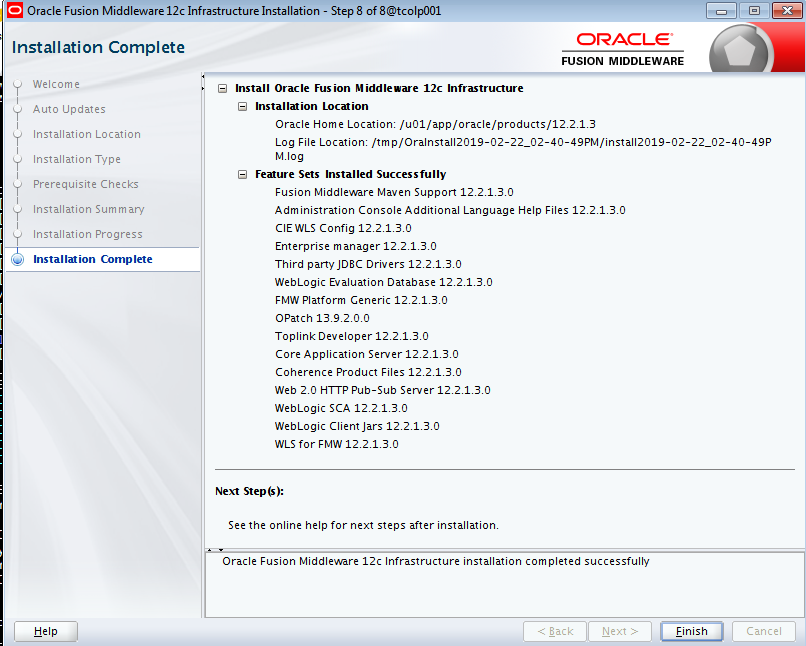 Oracle Fusion Middleware 12c Infrastructure Installation - Step 8 of 8@tcolp001
Installation Complete
ORACLE
FUSION MIDDLEWARE
Welcome
Auto Updates
Installation Location
Installation Type
Prerequisite Checks
Installation Summary
Installation Progress
Installation Complete
Install Oracle Fusion Middleware 12c Infrastructure
Installation Location
Oracle Home Location: /u01/app/oracle/products/12.2.1.3
Log File Location: /tmp/OraInstall2019-02-22_02-40-49PM/install2019-02-22_02-40-49P
M.log
Feature Sets Installed Successfully
Fusion Middleware Maven Support 12.2.1.3.0
Administration Console Additional Language Help Files 12.2.1.3.0
CIE WLS Config 12.2.1.3.0
Enterprise manager 12.2.1.3.0
Third party JDBC Drivers 12.2.1.3.0
WebLogic Evaluation Database 12.2.1.3.0
FMW Platform Generic 12.2.1.3.0
OPatch 13.9.2.0.0
Toplink Developer 12.2.1.3.0
Core Application Server 12.2.1.3.0
Coherence Product Files 12.2.1.3.0
Web 2.0 HTTP Pub-Sub Server 12.2.1.3.0
WebLogic SCA 12.2.1.3.0
WebLogic Client Jars 12.2.1.3.0
WLS for FMW 12.2.1.3.0
Next Step(s):
See the online help for next steps after installation.
Oracle Fusion Middleware 12c Infrastructure installation completed successfully
Help
< Back
Next >
Finish
Cancel